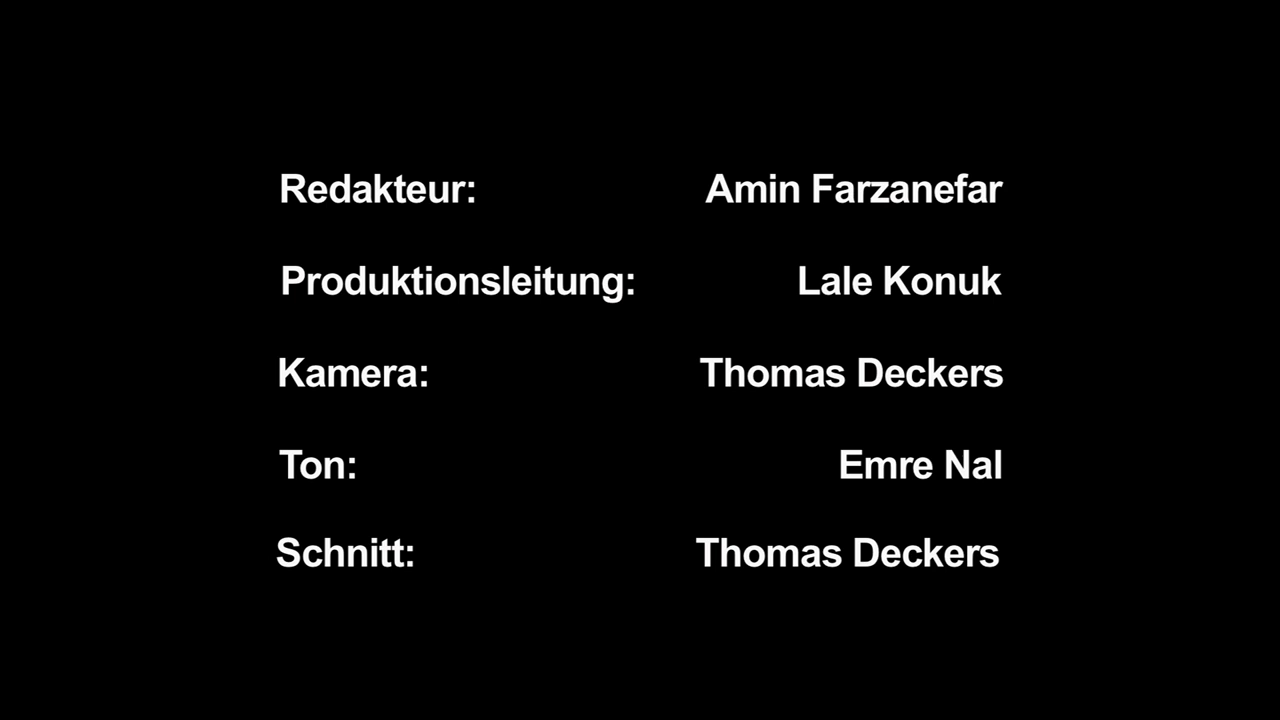 Redakteur: Amin Farzanefar
Produktionsleitung: Lale Konuk
Kamera: Thomas Deckers
Ton: Emre Nal
Schnitt: Thomas Deckers